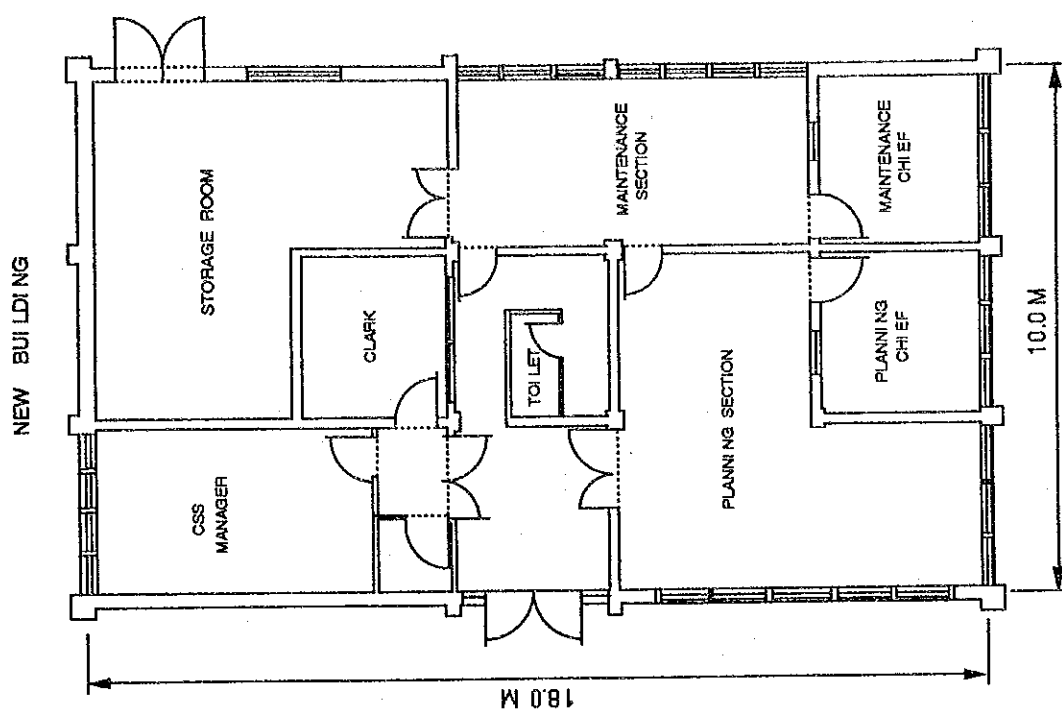 NEW BUILDING
STORAGE ROOM
CLARK
CSS
MANAGER
TOILET
MAINTENANCE
SECTION
PLANNING SECTION
MAINTENANCE
CHIEF
PLANNING
CHIEF
10.0 M
18.0 M